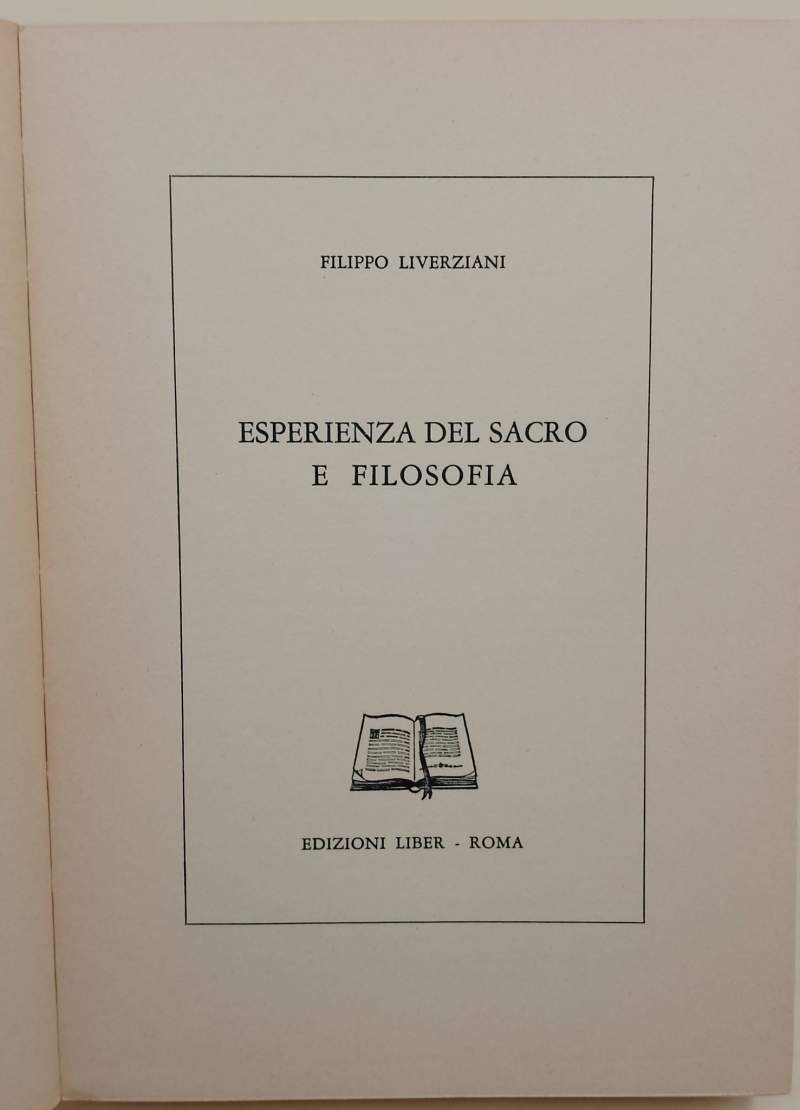 FILIPPO LIVERZIANI
ESPERIENZA DEL SACRO
E FILOSOFIA
EDIZIONI LIBER - ROMA